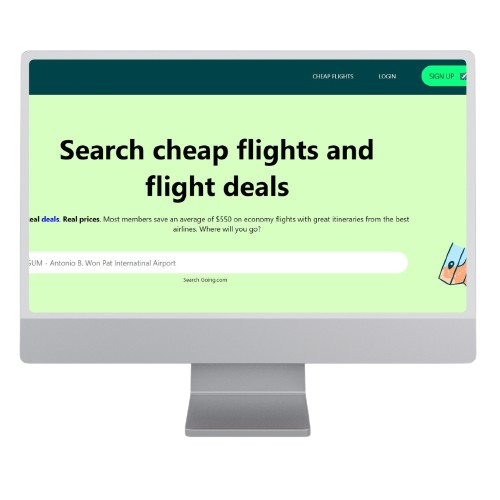 CHEAP FLIGHTS LOGIN SIGN UP
Search cheap flights and
flight deals
eal deals. Real prices. Most members save an average of $550 on economy flights with great itineraries from the best
airlines. Where will you go?
GUM - Antonio B. Won Pat Internatinal Airport
Search Going.com